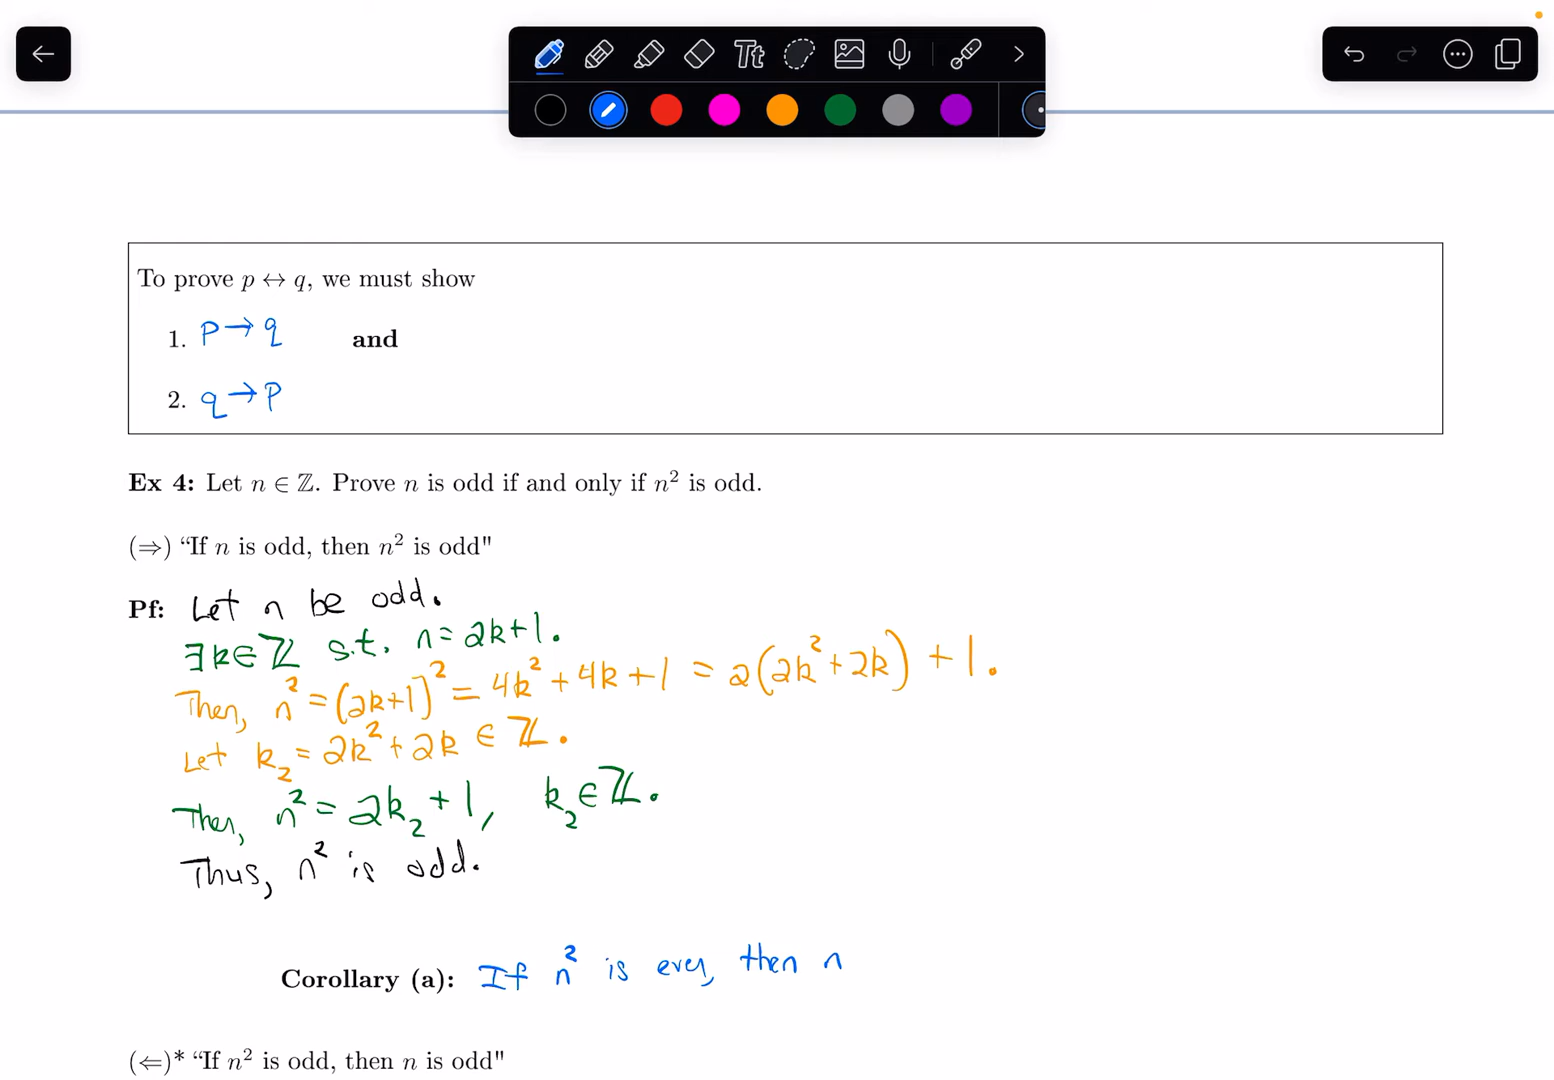 Tt
To prove p ↔ q, we must show
1. p → q and
2. q → p
Ex 4: Let n ∈ ℤ. Prove n is odd if and only if n² is odd.
(⇒) “If n is odd, then n² is odd"
Pf: Let n be odd.
∃k∈ℤ s.t. n = 2k+1.
Then, n² = (2k+1)² = 4k² + 4k + 1 = 2(2k² + 2k) + 1.
Let k₂ = 2k² + 2k ∈ ℤ.
Then, n² = 2k₂ + 1, k₂ ∈ ℤ.
Thus, n² is odd.
Corollary (a): If n² is even, then n
(⇐)* “If n² is odd, then n is odd"